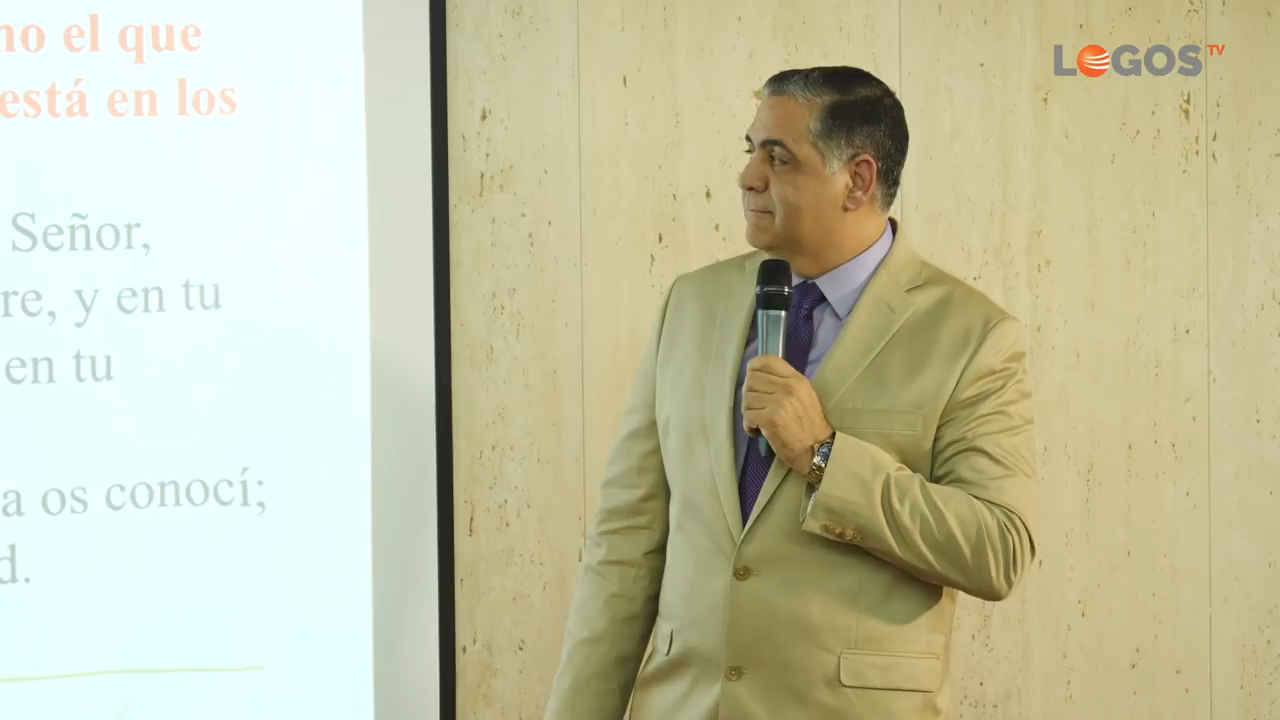 no el que
está en los
Señor,
re, y en tu
en tu
a os conocí;
d.
LOGOS TV